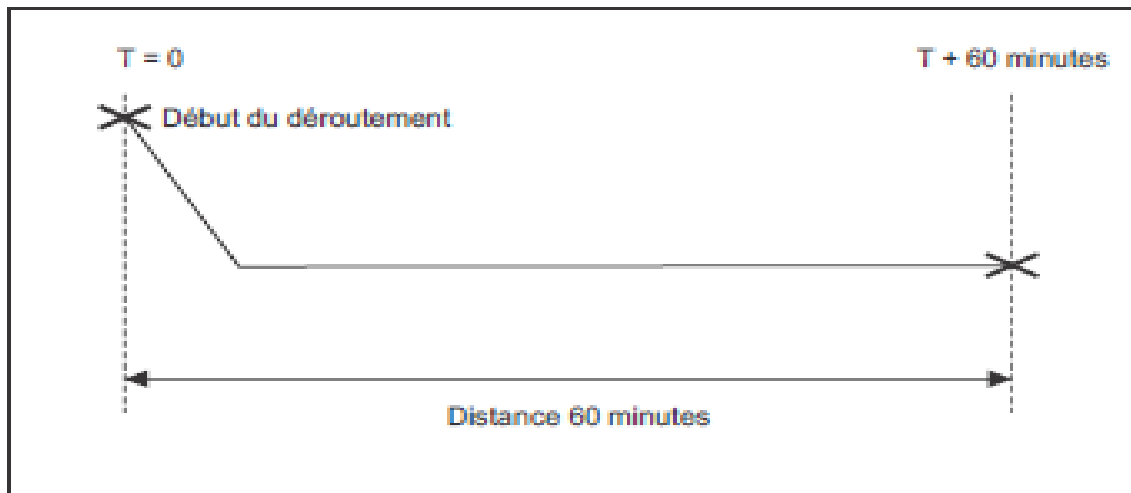 T = 0
T + 60 minutes
Début du déroutement
Distance 60 minutes